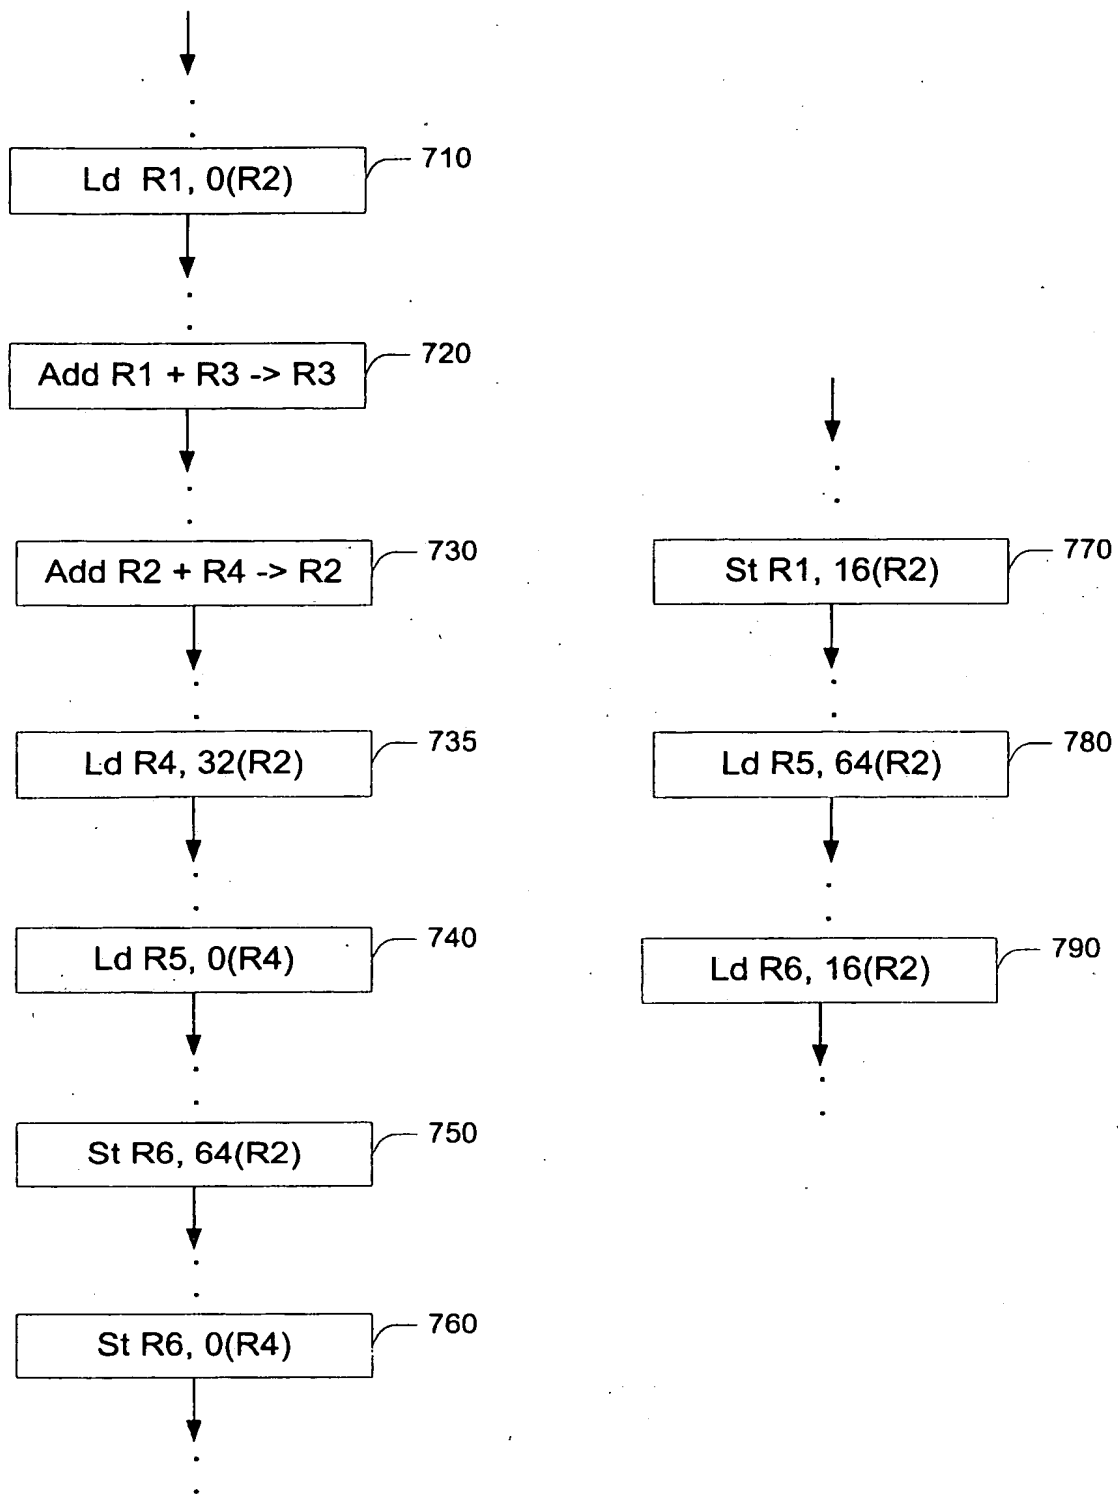 Ld R1, 0(R2)
710
Add R1 + R3 -> R3
720
Add R2 + R4 -> R2
730
Ld R4, 32(R2)
735
Ld R5, 0(R4)
740
St R6, 64(R2)
750
St R6, 0(R4)
760
St R1, 16(R2)
770
Ld R5, 64(R2)
780
Ld R6, 16(R2)
790